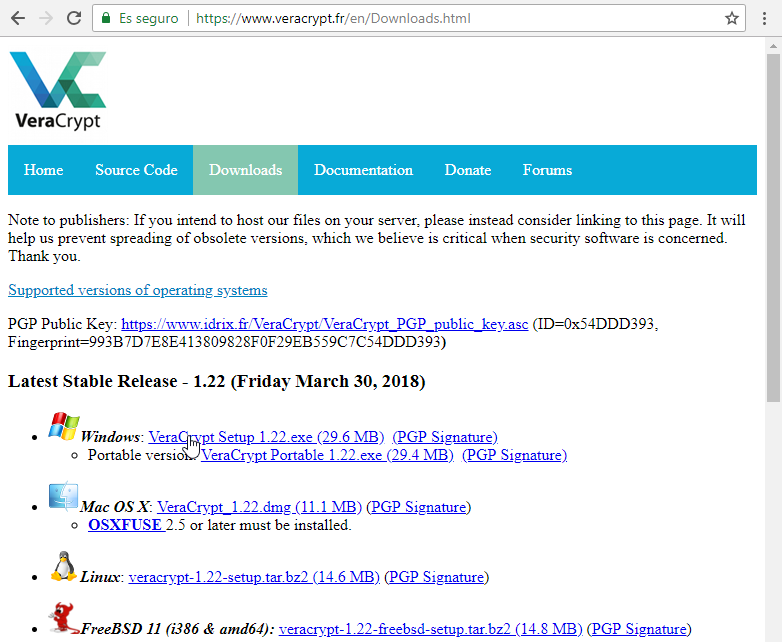 Es seguro https://www.veracrypt.fr/en/Downloads.html
VeraCrypt
Home Source Code Downloads Documentation Donate Forums
Note to publishers: If you intend to host our files on your server, please instead consider linking to this page. It will
help us prevent spreading of obsolete versions, which we believe is critical when security software is concerned.
Thank you.
Supported versions of operating systems
PGP Public Key: https://www.idrix.fr/VeraCrypt/VeraCrypt_PGP_public_key.asc (ID=0x54DDD393,
Fingerprint=993B7D7E8E413809828F0F29EB559C7C54DDD393)
Latest Stable Release - 1.22 (Friday March 30, 2018)
Windows: VeraCrypt Setup 1.22.exe (29.6 MB) (PGP Signature)
Portable version: VeraCrypt Portable 1.22.exe (29.4 MB) (PGP Signature)
Mac OS X: VeraCrypt_1.22.dmg (11.1 MB) (PGP Signature)
OSXFUSE 2.5 or later must be installed.
Linux: veracrypt-1.22-setup.tar.bz2 (14.6 MB) (PGP Signature)
FreeBSD 11 (i386 & amd64): veracrypt-1.22-freebsd-setup.tar.bz2 (14.8 MB) (PGP Signature)